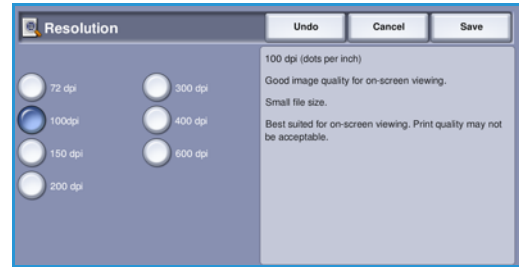 Resolution
Undo
Cancel
Save
72 dpi
100dpi
150 dpi
200 dpi
300 dpi
400 dpi
600 dpi
100 dpi (dots per inch)
Good image quality for on-screen viewing.
Small file size.
Best suited for on-screen viewing. Print quality may not
be acceptable.